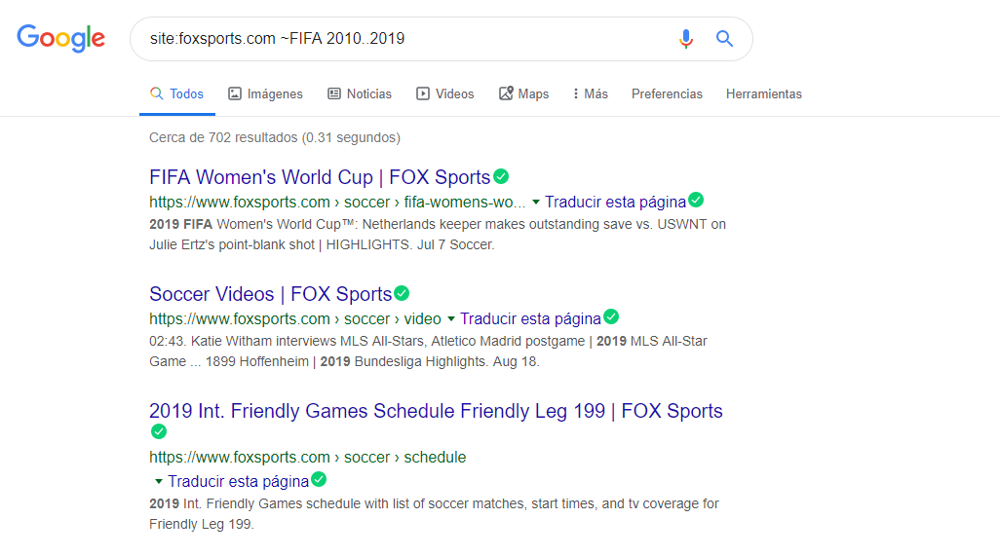 Google
site:foxsports.com ~FIFA 2010..2019
Todos Imágenes Noticias Videos Maps Más Preferencias Herramientas
Cerca de 702 resultados (0.31 segundos)
FIFA Women's World Cup | FOX Sports
https://www.foxsports.com › soccer › fifa-womens-wo... Traducir esta página
2019 FIFA Women's World Cup™: Netherlands keeper makes outstanding save vs. USWNT on
Julie Ertz's point-blank shot | HIGHLIGHTS. Jul 7 Soccer.
Soccer Videos | FOX Sports
https://www.foxsports.com › soccer › video Traducir esta página
02:43. Katie Witham interviews MLS All-Stars, Atletico Madrid postgame | 2019 MLS All-Star
Game ... 1899 Hoffenheim | 2019 Bundesliga Highlights. Aug 18.
2019 Int. Friendly Games Schedule Friendly Leg 199 | FOX Sports
https://www.foxsports.com › soccer › schedule
Traducir esta página
2019 Int. Friendly Games schedule with list of soccer matches, start times, and tv coverage for
Friendly Leg 199.